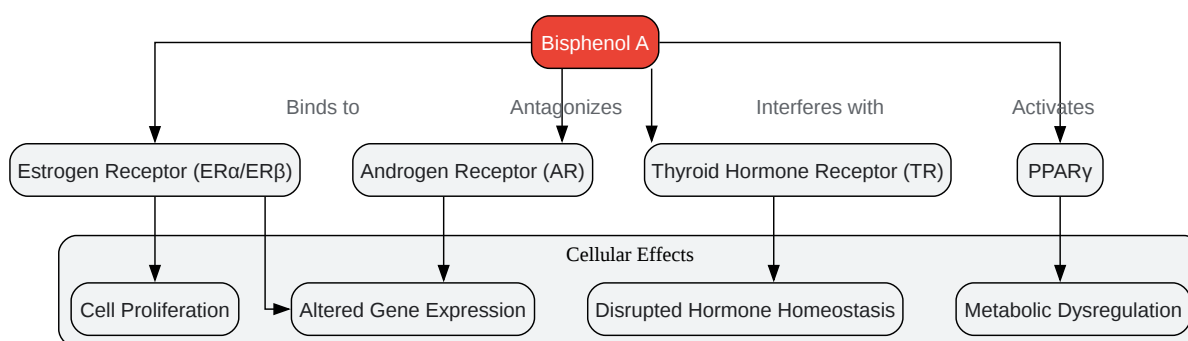 Bisphenol A
Binds to
Antagonizes
Interferes with
Activates
Estrogen Receptor (ERα/ERβ)
Androgen Receptor (AR)
Thyroid Hormone Receptor (TR)
PPARγ
Cellular Effects
Cell Proliferation
Altered Gene Expression
Disrupted Hormone Homeostasis
Metabolic Dysregulation